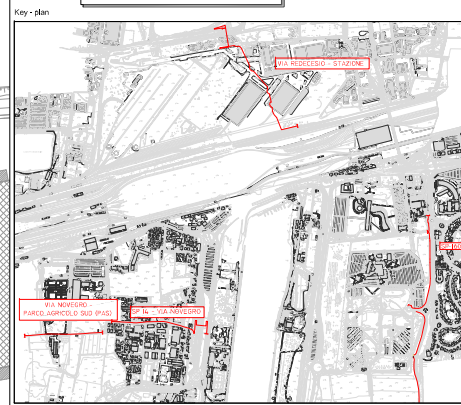 Key - plan
VIA REDECESIO - STAZIONE
VIA NOVEGRO -
PARCO AGRICOLO SUD (PAS)
SP 14 - VIA NOVEGRO